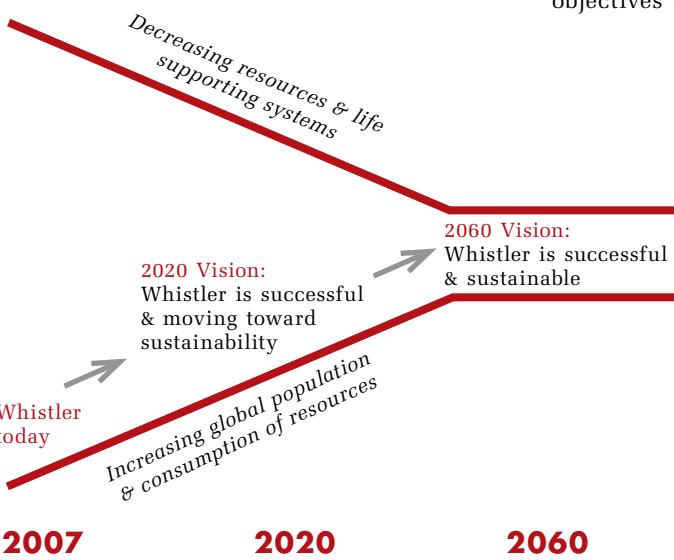 objectives
Decreasing resources & life
supporting systems
2060 Vision:
Whistler is successful
& sustainable
2020 Vision:
Whistler is successful
& moving toward
sustainability
Whistler
today
Increasing global population
& consumption of resources
2007 2020 2060